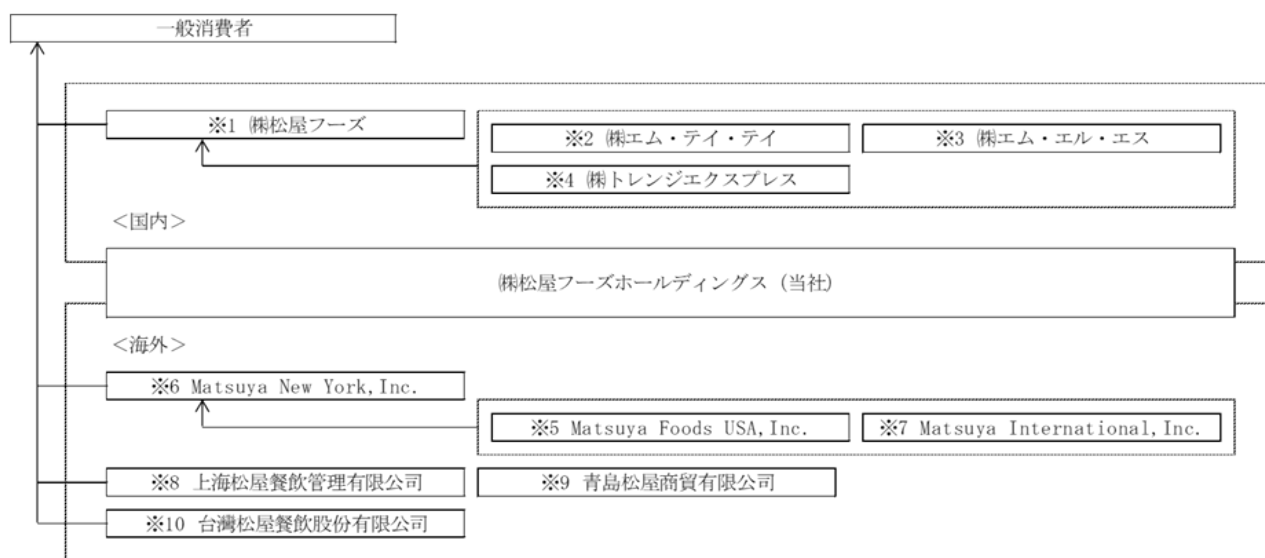 一般消費者
※1 ㈱松屋フーズ
※2 ㈱エム・テイ・テイ
※3 ㈱エム・エル・エス
※4 ㈱トレンジエクスプレス
＜国内＞
㈱松屋フーズホールディングス（当社）
＜海外＞
※6 Matsuya New York,Inc.
※5 Matsuya Foods USA,Inc.
※7 Matsuya International,Inc.
※8 上海松屋餐飲管理有限公司
※9 青島松屋商貿有限公司
※10 台灣松屋餐飲股份有限公司